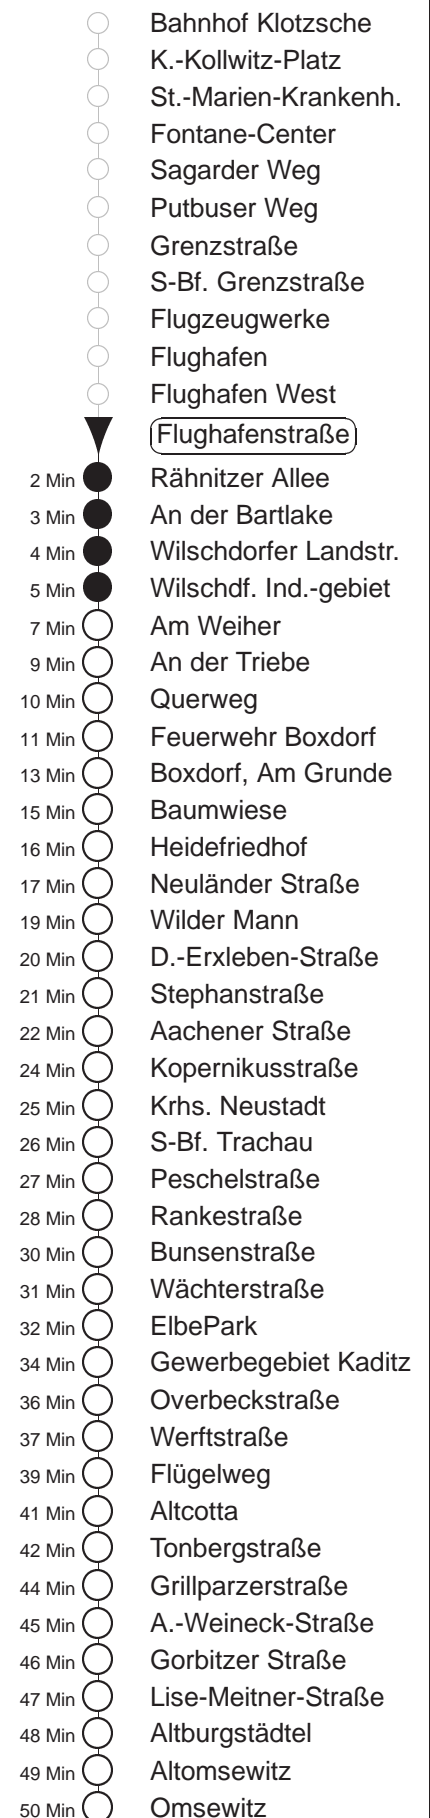 Bahnhof Klotzsche
K.-Kollwitz-Platz
St.-Marien-Krankenh.
Fontane-Center
Sagarder Weg
Putbuser Weg
Grenzstraße
S-Bf. Grenzstraße
Flugzeugwerke
Flughafen
Flughafen West
Flughafenstraße
2 Min Rähnitzer Allee
3 Min An der Bartlake
4 Min Wilschdorfer Landstr.
5 Min Wilschdf. Ind.-gebiet
7 Min Am Weiher
9 Min An der Triebe
10 Min Querweg
11 Min Feuerwehr Boxdorf
13 Min Boxdorf, Am Grunde
15 Min Baumwiese
16 Min Heidefriedhof
17 Min Neuländer Straße
19 Min Wilder Mann
20 Min D.-Erxleben-Straße
21 Min Stephanstraße
22 Min Aachener Straße
24 Min Kopernikusstraße
25 Min Krhs. Neustadt
26 Min S-Bf. Trachau
27 Min Peschelstraße
28 Min Rankestraße
30 Min Bunsenstraße
31 Min Wächterstraße
32 Min ElbePark
34 Min Gewerbegebiet Kaditz
36 Min Overbeckstraße
37 Min Werftstraße
39 Min Flügelweg
41 Min Altcotta
42 Min Tonbergstraße
44 Min Grillparzerstraße
45 Min A.-Weineck-Straße
46 Min Gorbitzer Straße
47 Min Lise-Meitner-Straße
48 Min Altburgstädtel
49 Min Altomsewitz
50 Min Omsewitz